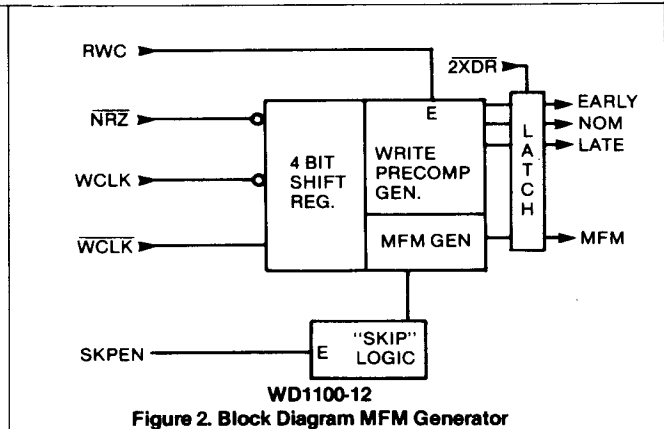 RWC
2XDR
EARLY
NRZ
E
NOM
LATE
4 BIT
SHIFT
REG.
WRITE
PRECOMP
GEN.
LATCH
WCLK
MFM GEN
MFM
WCLK
SKPEN
E
"SKIP"
LOGIC
WD1100-12
Figure 2. Block Diagram MFM Generator